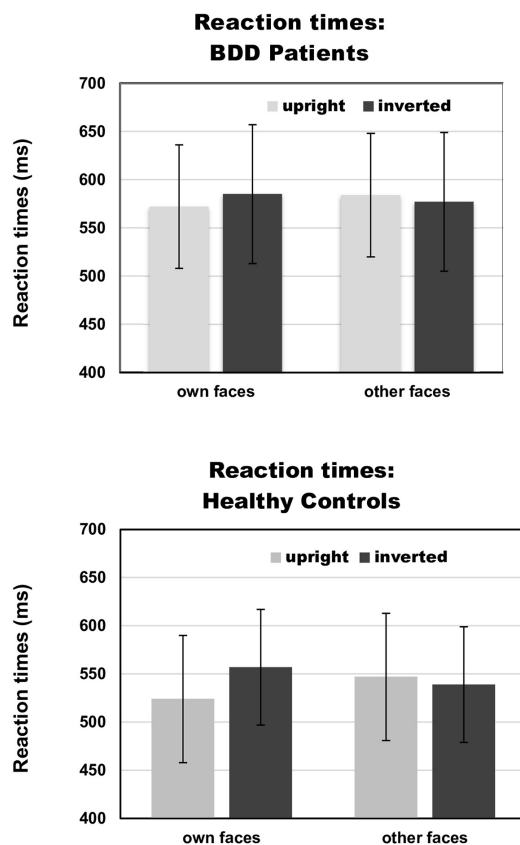 Reaction times:
BDD Patients
Reaction times (ms)
700
650
600
550
500
450
400
upright inverted
own faces other faces
Reaction times:
Healthy Controls
Reaction times (ms)
700
650
600
550
500
450
400
upright inverted
own faces other faces